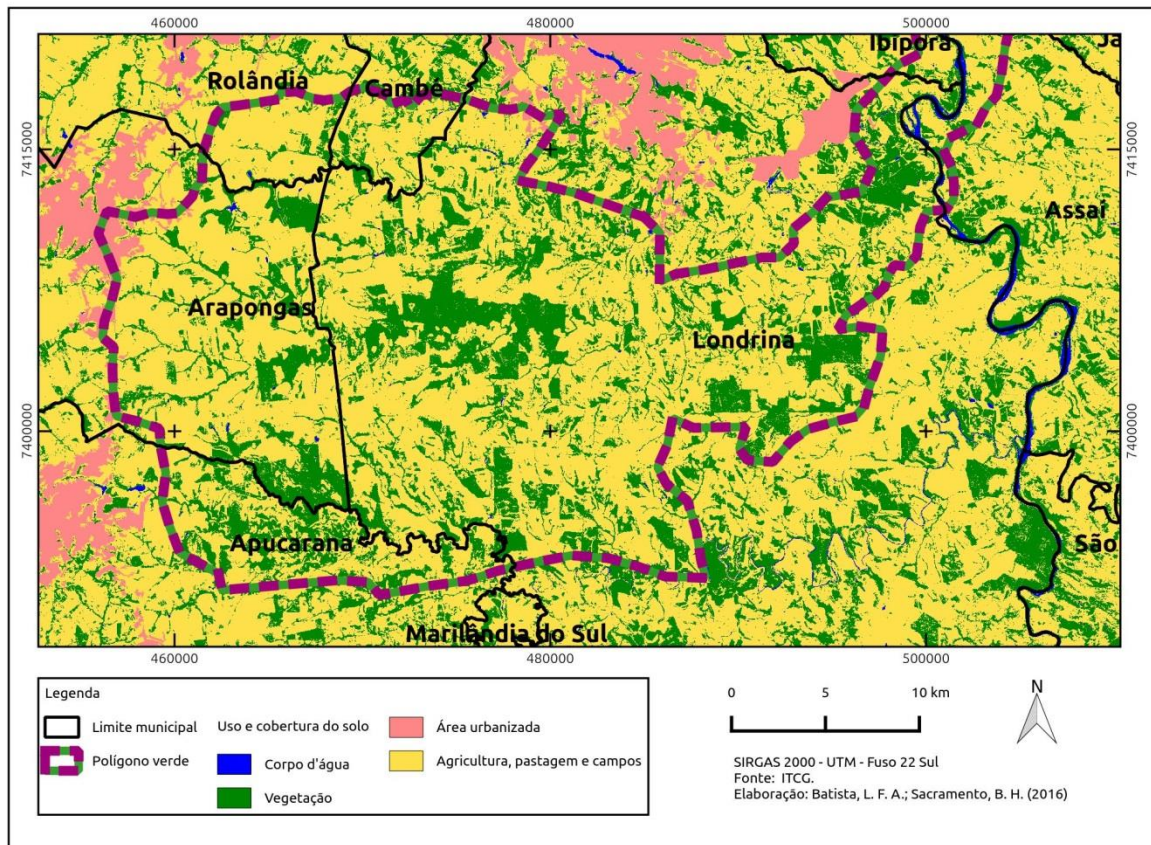 460000
480000
500000
Ibiporã
Ja
Rolândia
Cambé
7415000
7415000
Assaí
Arapongas
Londrina
7400000
7400000
Apucarana
São
Marilândia do Sul
460000
480000
500000
Legenda
Limite municipal
Polígono verde
Uso e cobertura do solo
Corpo d'água
Vegetação
Área urbanizada
Agricultura, pastagem e campos
0 5 10 km
N
SIRGAS 2000 - UTM - Fuso 22 Sul
Fonte: ITCG.
Elaboração: Batista, L. F. A.; Sacramento, B. H. (2016)